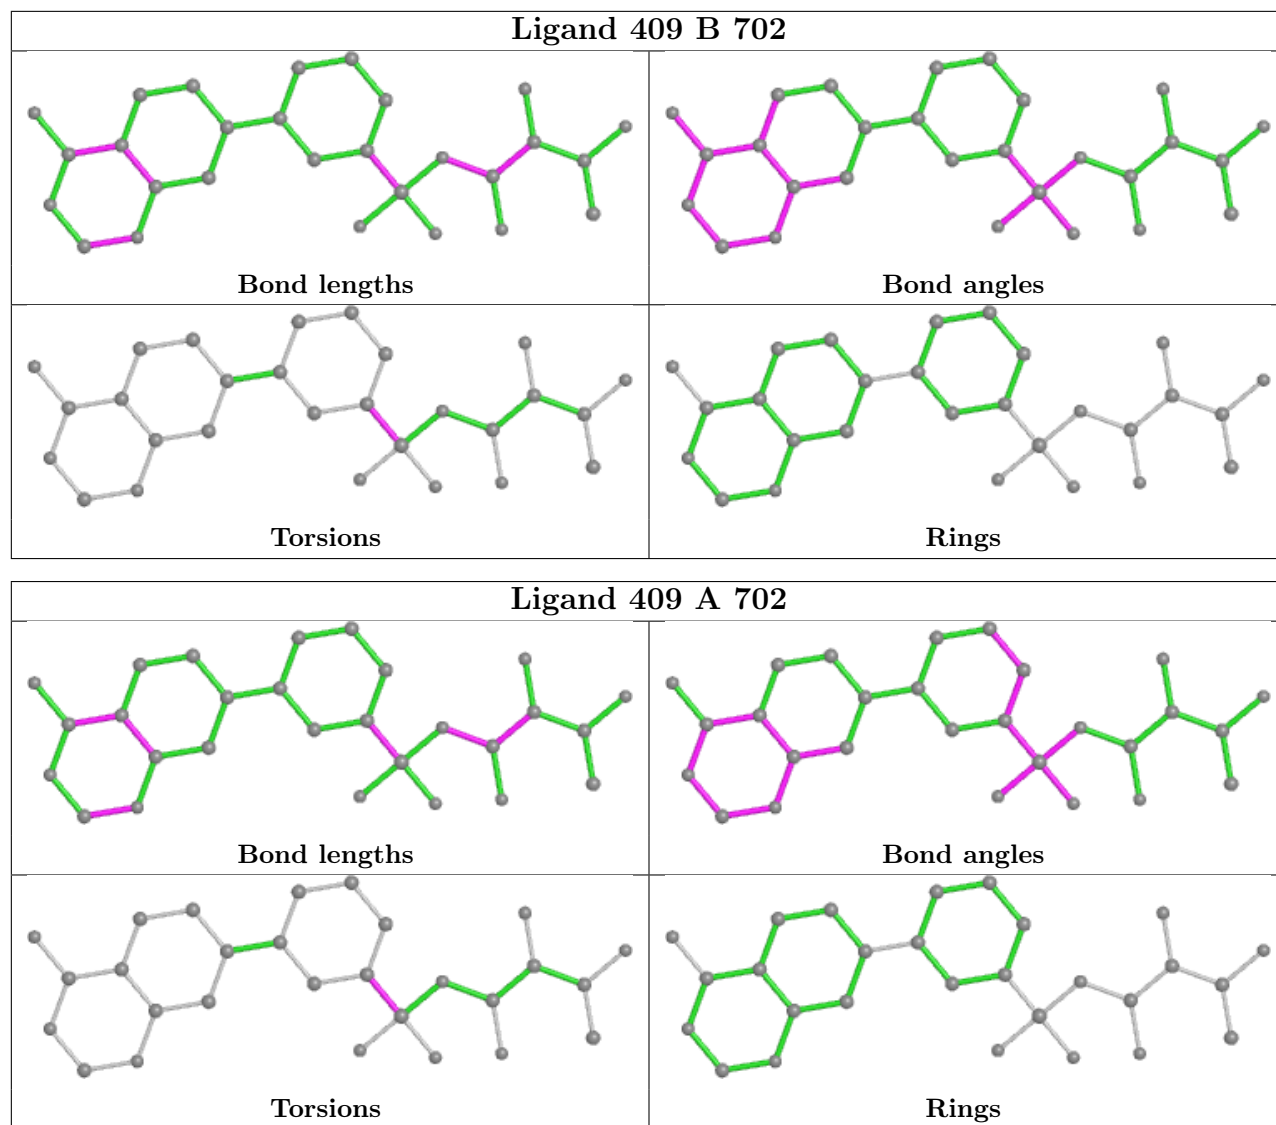 Ligand 409 B 702
Bond lengths
Bond angles
Torsions
Rings
Ligand 409 A 702
Bond lengths
Bond angles
Torsions
Rings